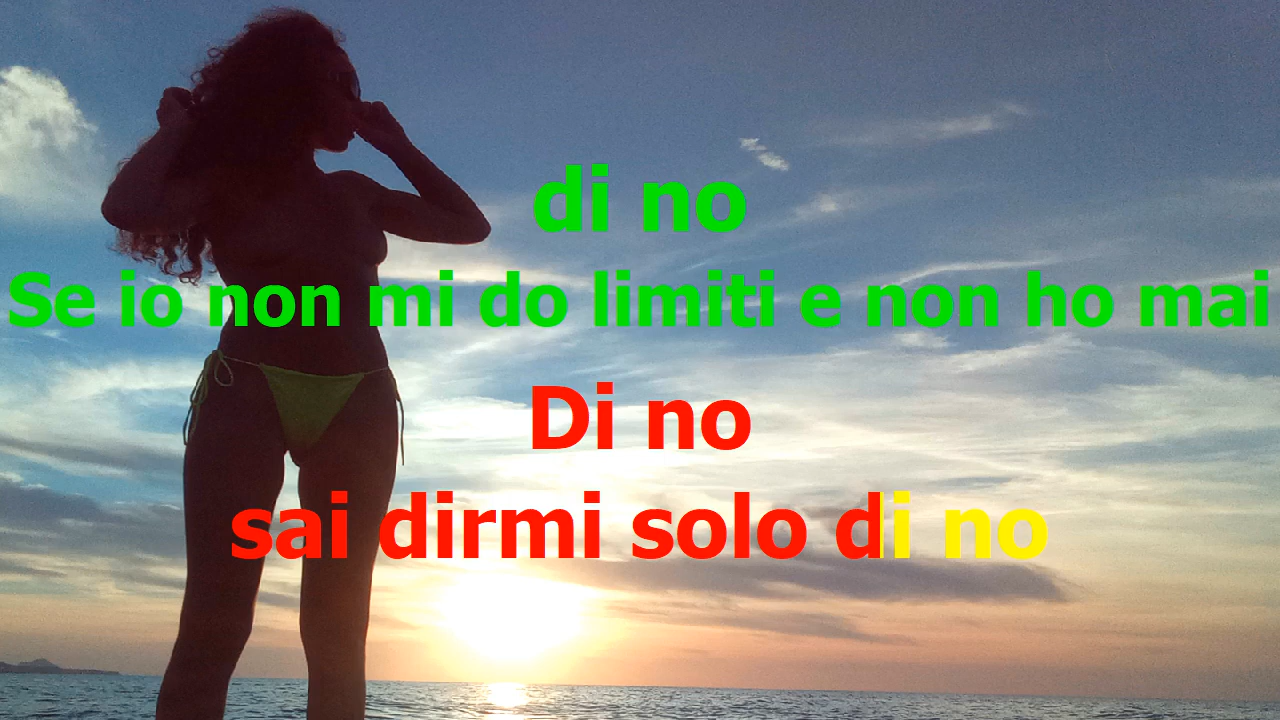 di no
Se io non mi do limiti e non ho mai
Di no
sai dirmi solo di no